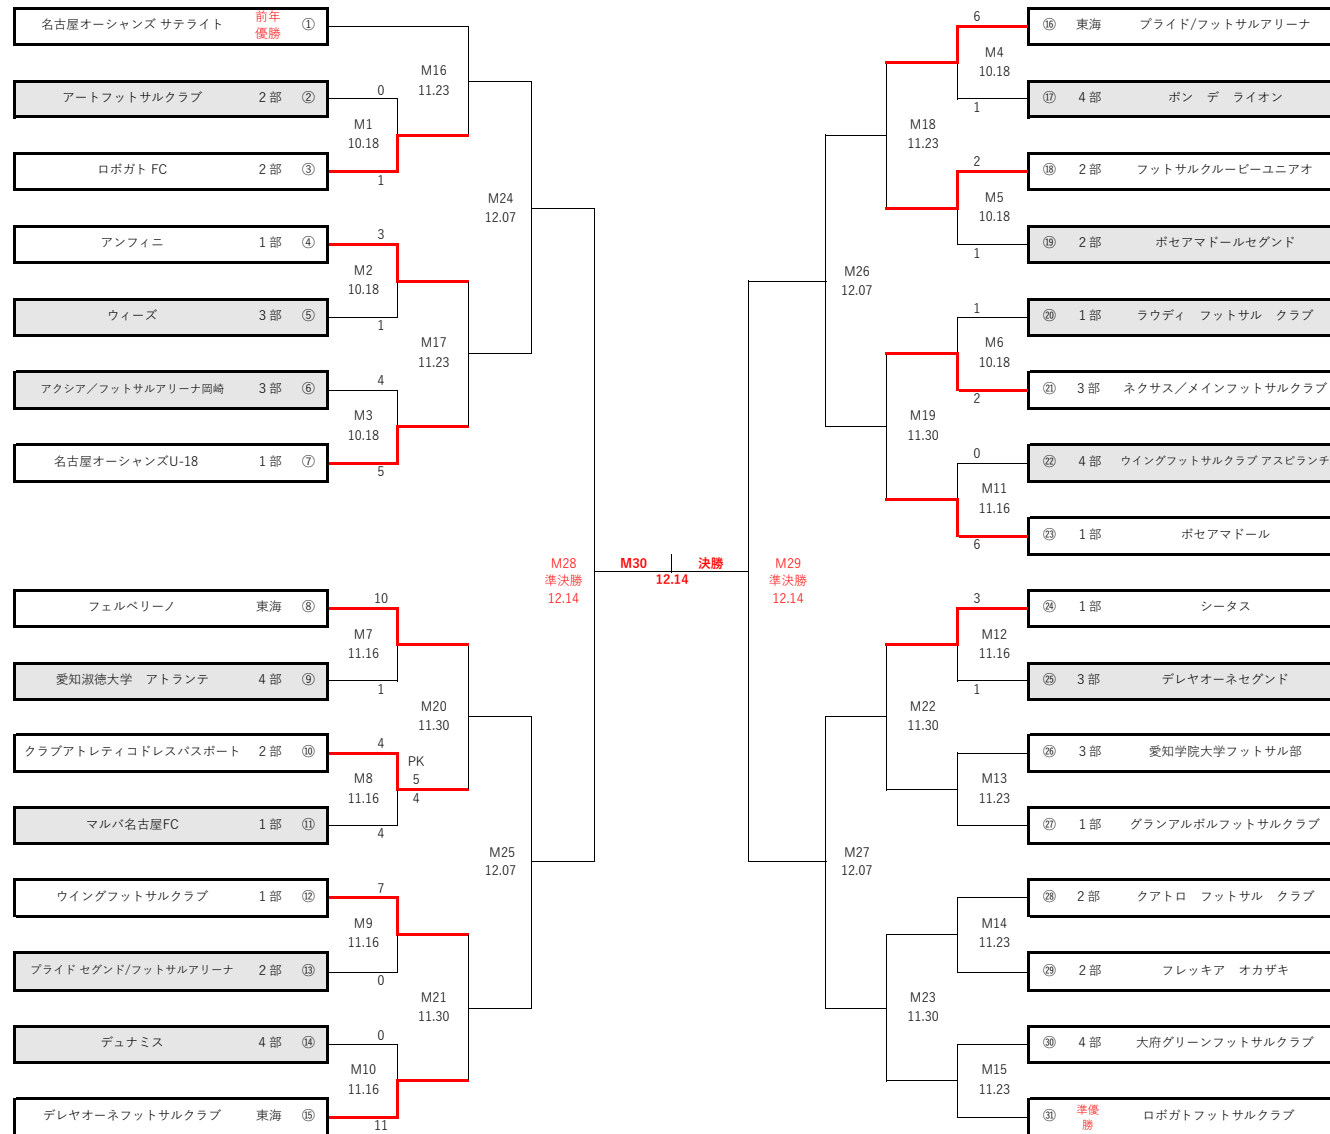 名古屋オーシャンズ サテライト 前年優勝 ①
アートフットサルクラブ 2 部 ②
ロボガト FC 2 部 ③
アンフィニ 1 部 ④
ウィーズ 3 部 ⑤
アクシア／フットサルアリーナ岡崎 3 部 ⑥
名古屋オーシャンズU-18 1 部 ⑦
フェルベリーノ 東海 ⑧
愛知淑徳大学 アトランテ 4 部 ⑨
クラブアトレティコドレスパスポート 2 部 ⑩
マルバ名古屋FC 1 部 ⑪
ウイングフットサルクラブ 1 部 ⑫
プライド セグンド/フットサルアリーナ 2 部 ⑬
デュナミス 4 部 ⑭
デレヤオーネフットサルクラブ 東海 ⑮
0
M1
10.18
1
3
M2
10.18
1
4
M3
10.18
5
10
M7
11.16
1
4
M8
11.16
4
PK
5
4
7
M9
11.16
0
0
M10
11.16
11
M16
11.23
M17
11.23
M20
11.30
M21
11.30
M24
12.07
M25
12.07
M28
準決勝
12.14
M30 決勝
12.14
M29
準決勝
12.14
M26
12.07
M27
12.07
M18
11.23
M19
11.30
M22
11.30
M23
11.30
6
M4
10.18
1
2
M5
10.18
1
1
M6
10.18
2
0
M11
11.16
6
3
M12
11.16
1
M13
11.23
M14
11.23
M15
11.23
⑯ 東海 プライド/フットサルアリーナ
⑰ 4 部 ポン デ ライオン
⑱ 2 部 フットサルクルーピーユニアオ
⑲ 2 部 ボセアマドールセグンド
⑳ 1 部 ラウディ フットサル クラブ
㉑ 3 部 ネクサス／メインフットサルクラブ
㉒ 4 部 ウイングフットサルクラブ アスピランチ
㉓ 1 部 ボセアマドール
㉔ 1 部 シータス
㉕ 3 部 デレヤオーネセグンド
㉖ 3 部 愛知学院大学フットサル部
㉗ 1 部 グランアルボルフットサルクラブ
㉘ 2 部 クアトロ フットサル クラブ
㉙ 2 部 フレッキア オカザキ
㉚ 4 部 大府グリーンフットサルクラブ
㉛ 準優勝 ロボガトフットサルクラブ